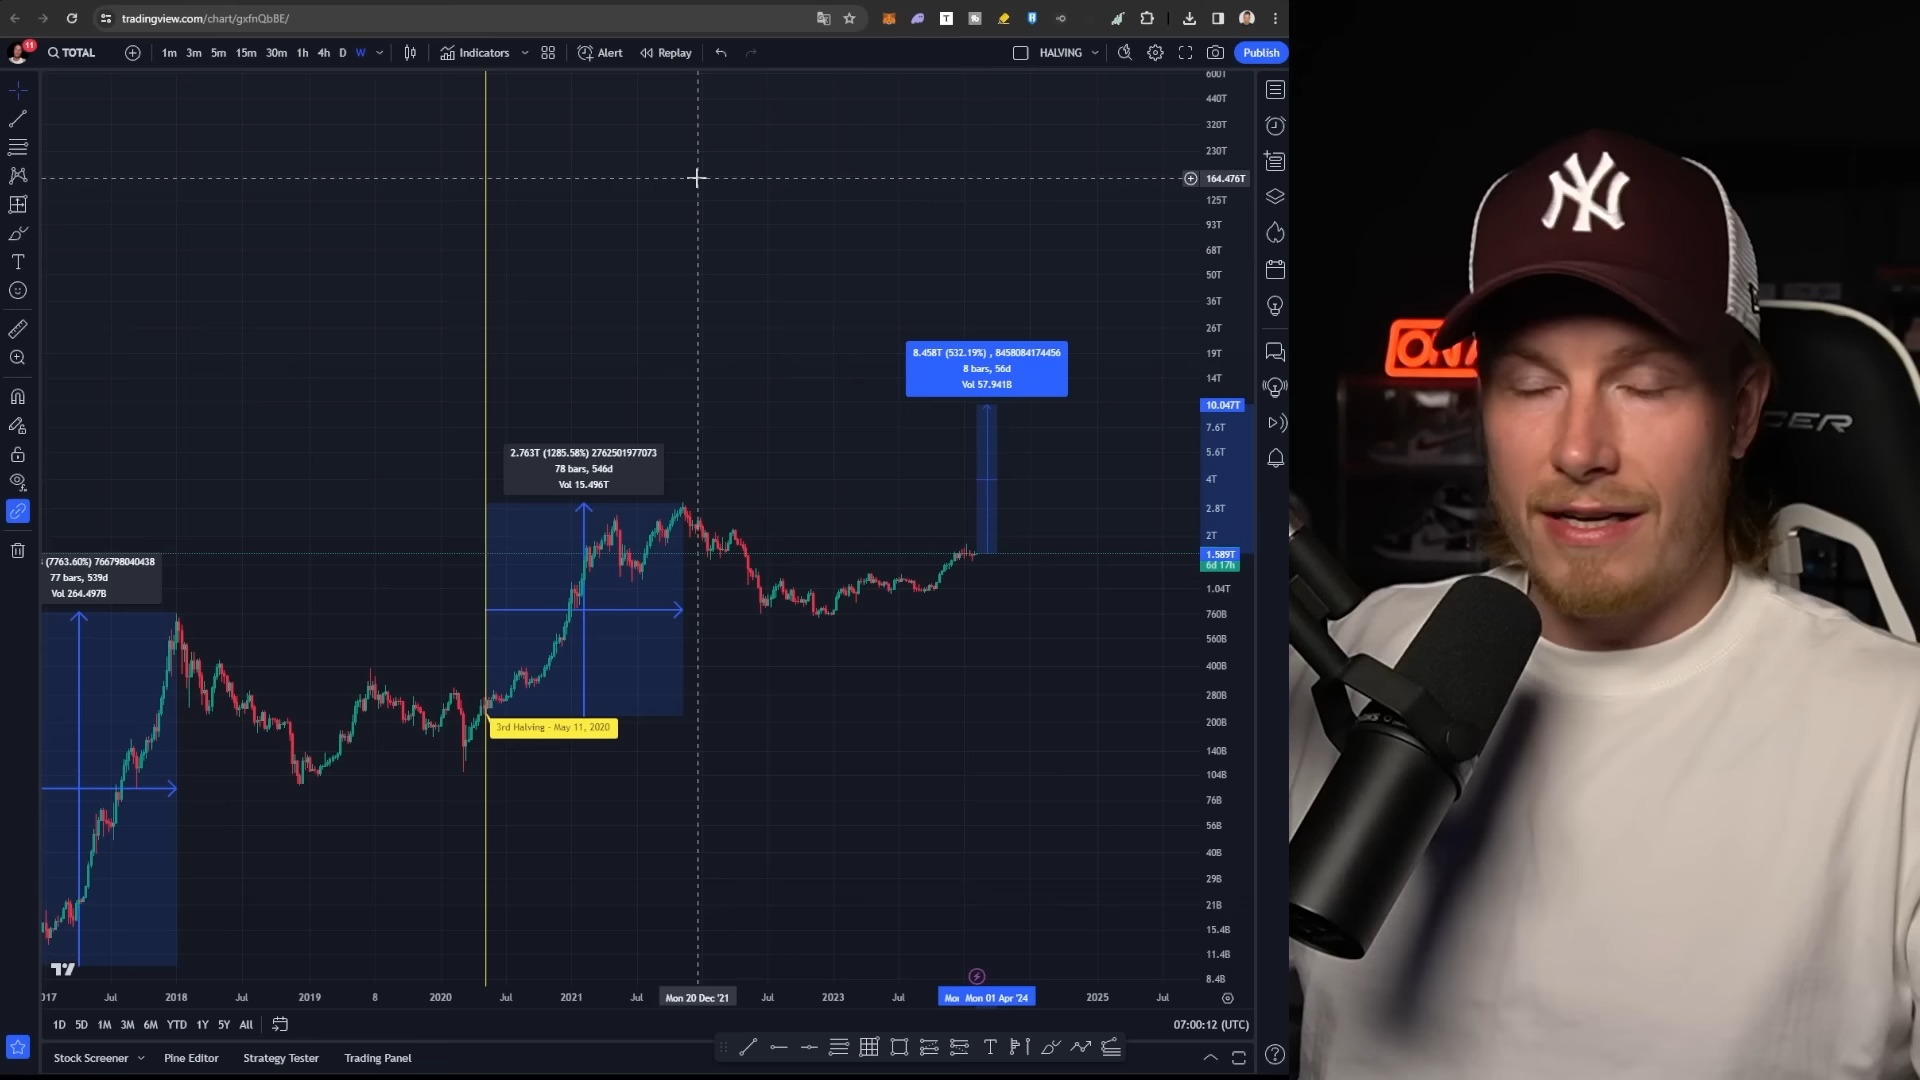 tradingview.com/chart/gxfnQbBE/
11
TOTAL
1m 3m 5m 15m 30m 1h 4h D W
Indicators
Alert
Replay
HALVING
Publish
600T
440T
320T
230T
164.476T
125T
93T
68T
50T
36T
26T
19T
14T
10.047T
7.6T
5.6T
4T
2.8T
2T
1.589T
6d 17h
1.04T
760B
560B
400B
280B
200B
140B
104B
76B
56B
40B
29B
21B
15.4B
11.4B
8.4B
8.458T (532.19%) , 8458084174456
8 bars, 56d
Vol 57.941B
2.763T (1285.58%) 2762501977073
78 bars, 546d
Vol 15.496T
(7763.60%) 766798040438
77 bars, 539d
Vol 264.497B
3rd Halving - May 11, 2020
017 Jul 2018 Jul 2019 8 2020 Jul 2021 Jul Mon 20 Dec '21 Jul 2023 Jul Mon 01 Apr '24 2025 Jul
1D 5D 1M 3M 6M YTD 1Y 5Y All
07:00:12 (UTC)
Stock Screener
Pine Editor
Strategy Tester
Trading Panel
NY
ON
CER